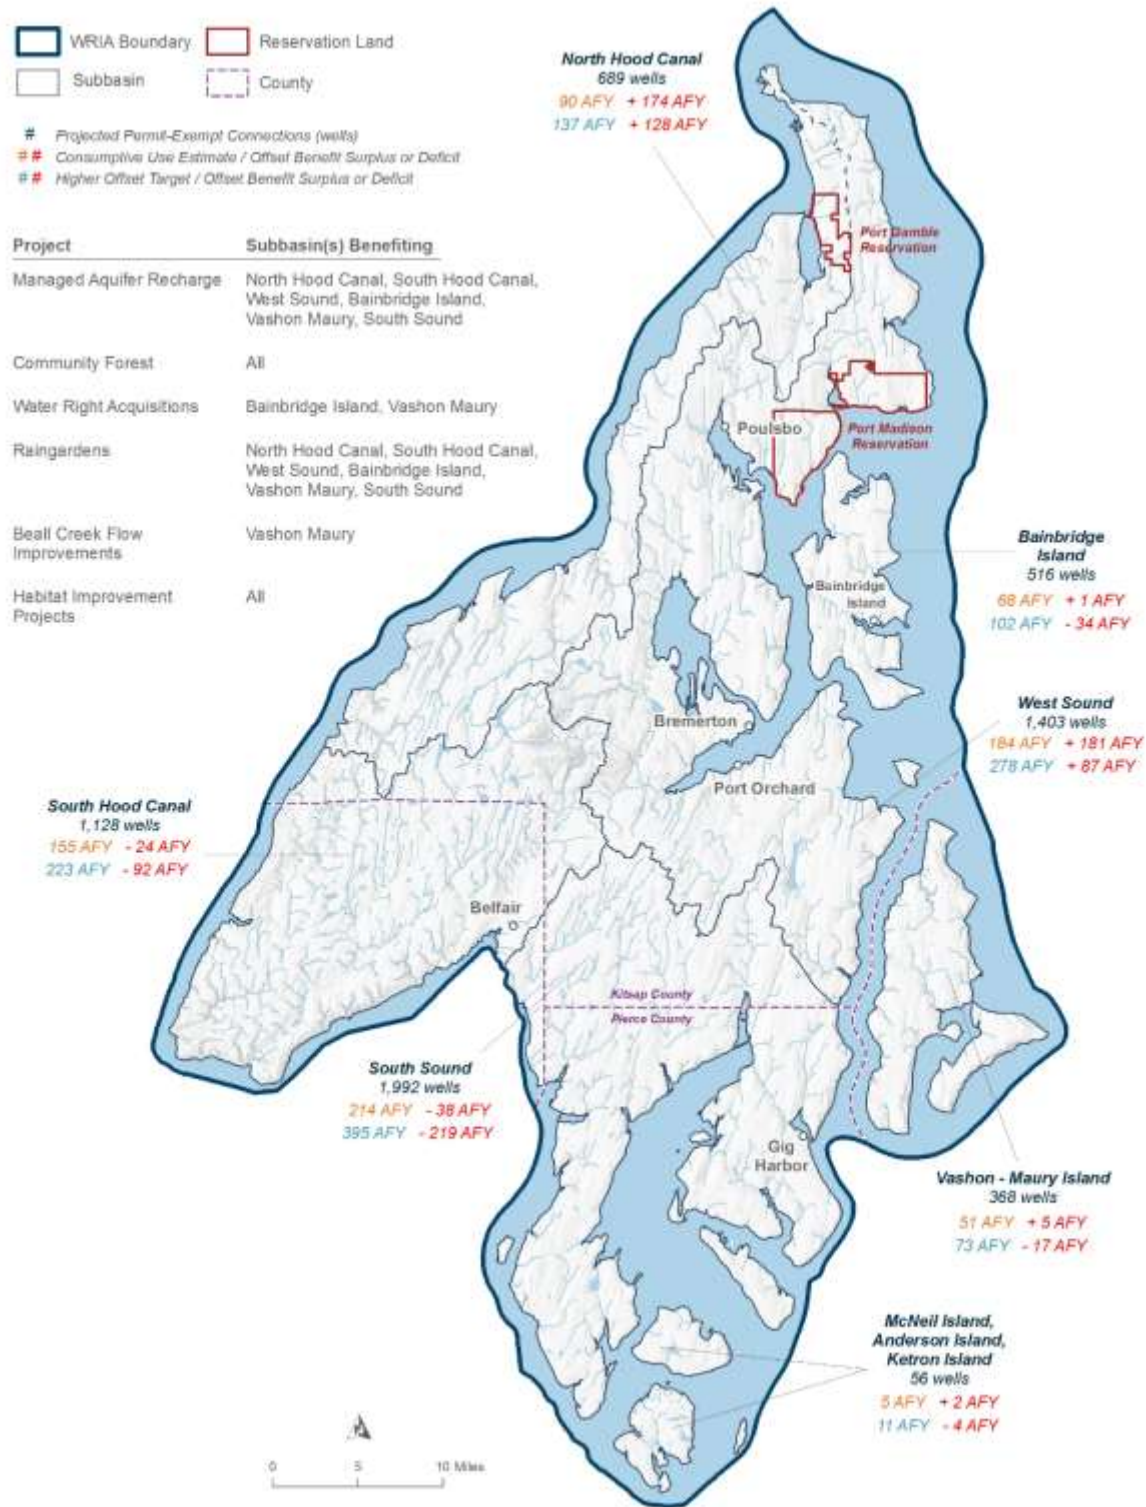 WRIA Boundary
Reservation Land
Subbasin
County
# Projected Permit-Exempt Connections (wells)
# # Consumptive Use Estimate / Offset Benefit Surplus or Deficit
# # Higher Offset Target / Offset Benefit Surplus or Deficit
Project Subbasin(s) Benefiting
Managed Aquifer Recharge North Hood Canal, South Hood Canal,
West Sound, Bainbridge Island,
Vashon Maury, South Sound
Community Forest All
Water Right Acquisitions Bainbridge Island, Vashon Maury
Raingardens North Hood Canal, South Hood Canal,
West Sound, Bainbridge Island,
Vashon Maury, South Sound
Beall Creek Flow Vashon Maury
Improvements
Habitat Improvement All
Projects
North Hood Canal
689 wells
90 AFY + 174 AFY
137 AFY + 128 AFY
Port Gamble
Reservation
Poulsbo
Port Madison
Reservation
Bainbridge
Island
516 wells
68 AFY + 1 AFY
102 AFY - 34 AFY
Bainbridge
Island
West Sound
1,403 wells
184 AFY + 181 AFY
278 AFY + 87 AFY
Bremerton
Port Orchard
South Hood Canal
1,128 wells
155 AFY - 24 AFY
223 AFY - 92 AFY
Belfair
Kitsap County
Pierce County
South Sound
1,992 wells
214 AFY - 38 AFY
395 AFY - 219 AFY
Gig
Harbor
Vashon - Maury Island
368 wells
51 AFY + 5 AFY
73 AFY - 17 AFY
McNeil Island,
Anderson Island,
Ketron Island
56 wells
5 AFY + 2 AFY
11 AFY - 4 AFY
0 5 10 Miles